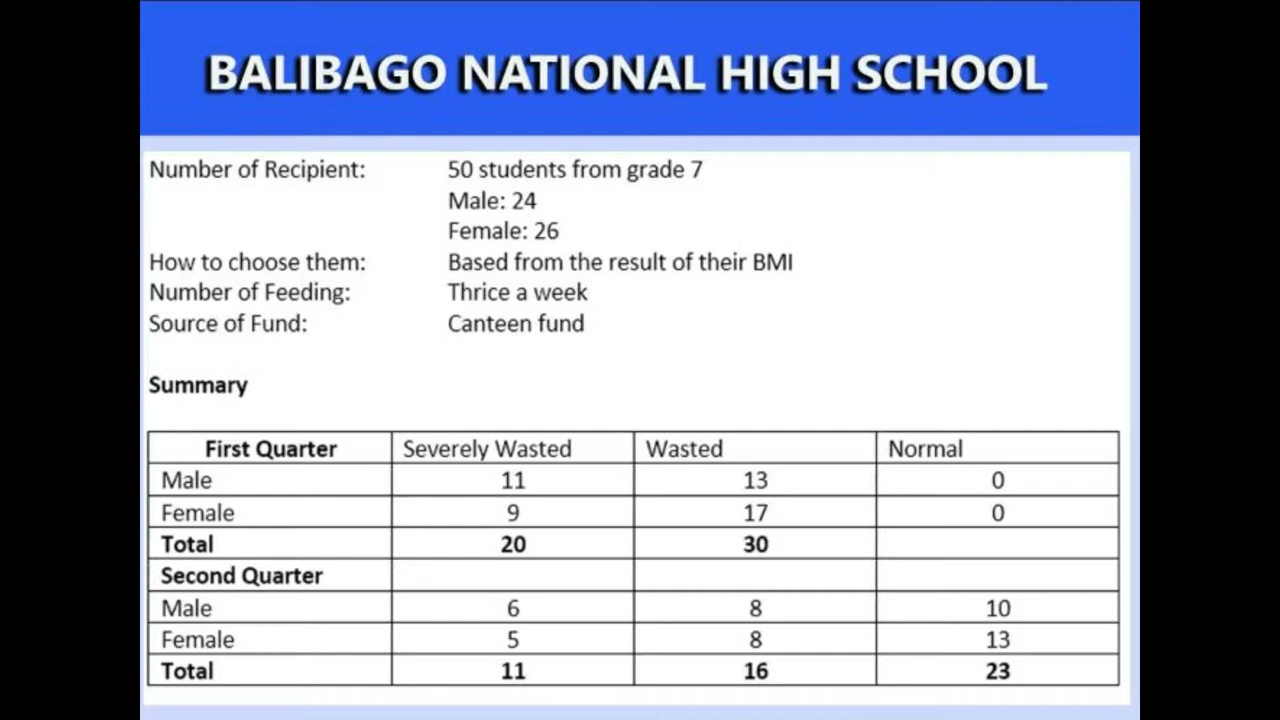 BALIBAGO NATIONAL HIGH SCHOOL
Number of Recipient: 50 students from grade 7
Male: 24
Female: 26
How to choose them: Based from the result of their BMI
Number of Feeding: Thrice a week
Source of Fund: Canteen fund
Summary
First Quarter Severely Wasted Wasted Normal
Male 11 13 0
Female 9 17 0
Total 20 30
Second Quarter
Male 6 8 10
Female 5 8 13
Total 11 16 23